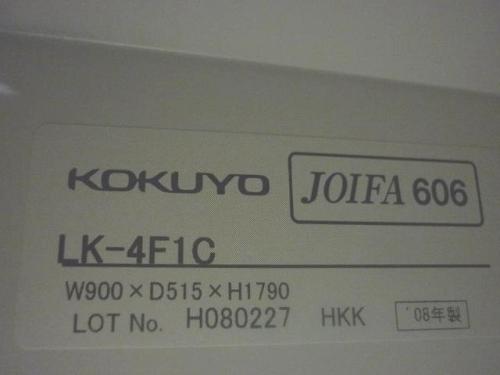 KOKUYO JOIFA 606
LK-4F1C
W900×D515×H1790
LOT No. H080227 HKK '08年製